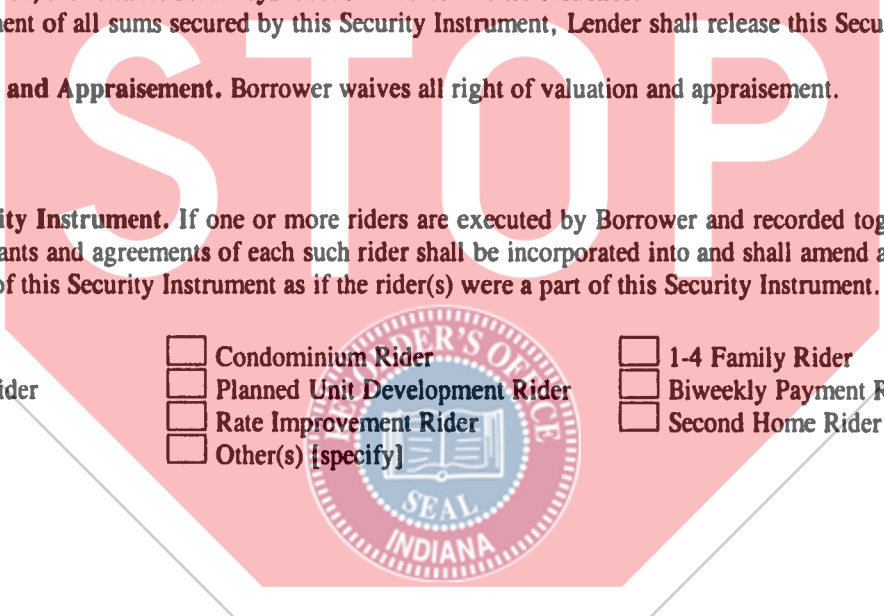 ment of all sums secured by this Security Instrument, Lender shall release this Secu
and Appraisement. Borrower waives all right of valuation and appraisement.
STOP
ity Instrument. If one or more riders are executed by Borrower and recorded tog
ants and agreements of each such rider shall be incorporated into and shall amend a
of this Security Instrument as if the rider(s) were a part of this Security Instrument.
Condominium Rider
1-4 Family Rider
ider
Planned Unit Development Rider
Biweekly Payment R
Rate Improvement Rider
Second Home Rider
Other(s) [specify]
RECORDER'S OFFICE
SEAL
INDIANA